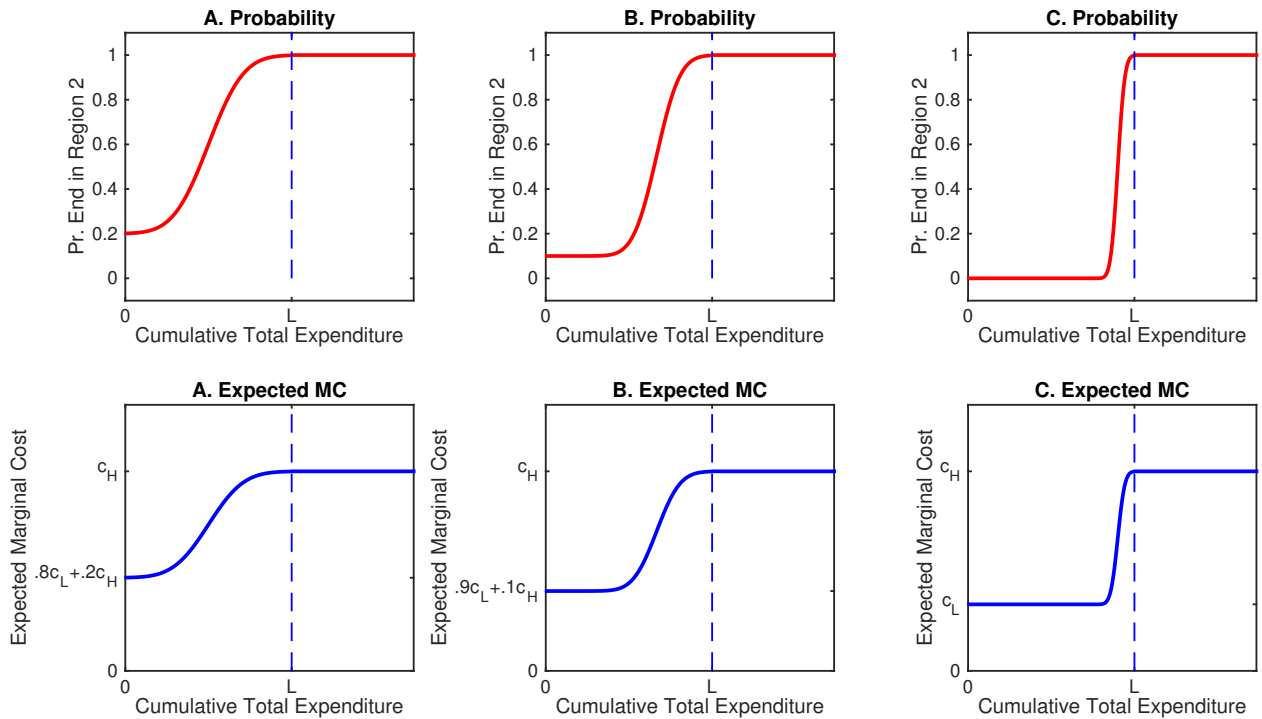 A. Probability
Pr. End in Region 2
1
0.8
0.6
0.4
0.2
0
0
L
Cumulative Total Expenditure
B. Probability
Pr. End in Region 2
1
0.8
0.6
0.4
0.2
0
0
L
Cumulative Total Expenditure
C. Probability
Pr. End in Region 2
1
0.8
0.6
0.4
0.2
0
0
L
Cumulative Total Expenditure
A. Expected MC
Expected Marginal Cost
c_H
.8c_L+.2c_H
0
0
L
Cumulative Total Expenditure
B. Expected MC
Expected Marginal Cost
c_H
.9c_L+.1c_H
0
0
L
Cumulative Total Expenditure
C. Expected MC
Expected Marginal Cost
c_H
c_L
0
0
L
Cumulative Total Expenditure